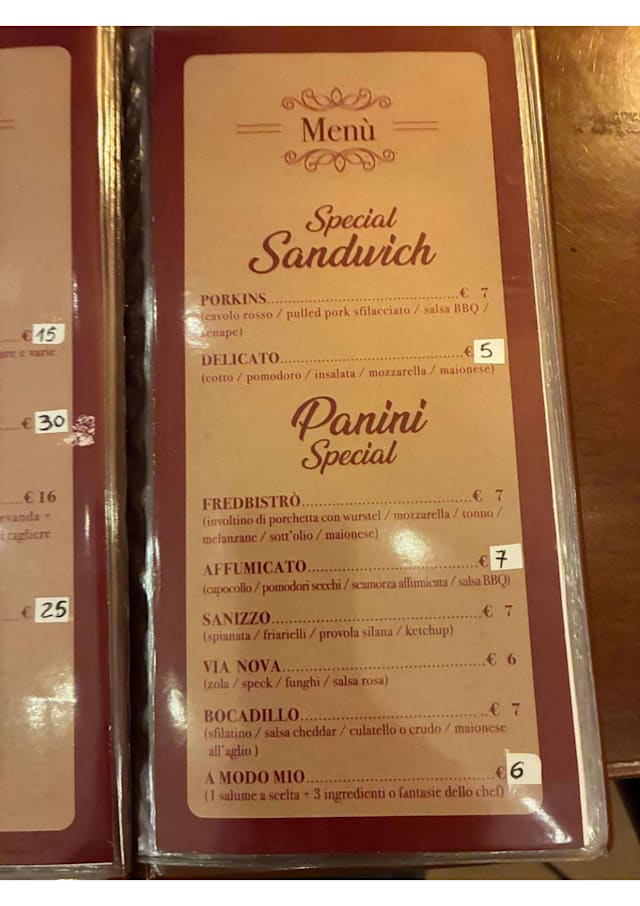 € 15
are e varie
€ 30
€ 16
evanda +
i tagliere
€ 25
Menù
Special
Sandwich
PORKINS € 7
(cavolo rosso / pulled pork sfilacciato / salsa BBQ /
senape)
DELICATO € 5
(cotto / pomodoro / insalata / mozzarella / maionese)
Panini
Special
FREDBISTRÒ € 7
(involtino di porchetta con wurstel / mozzarella / tonno /
melanzane / sott'olio / maionese)
AFFUMICATO € 7
(capocollo / pomodori secchi / scamorza affumicata / salsa BBQ)
SANIZZO € 7
(spianata / friarielli / provola silana / ketchup)
VIA NOVA € 6
(zola / speck / funghi / salsa rosa)
BOCADILLO € 7
(sfilatino / salsa cheddar / culatello o crudo / maionese
all'aglio )
A MODO MIO € 6
(1 salume a scelta + 3 ingredienti o fantasie dello chef)